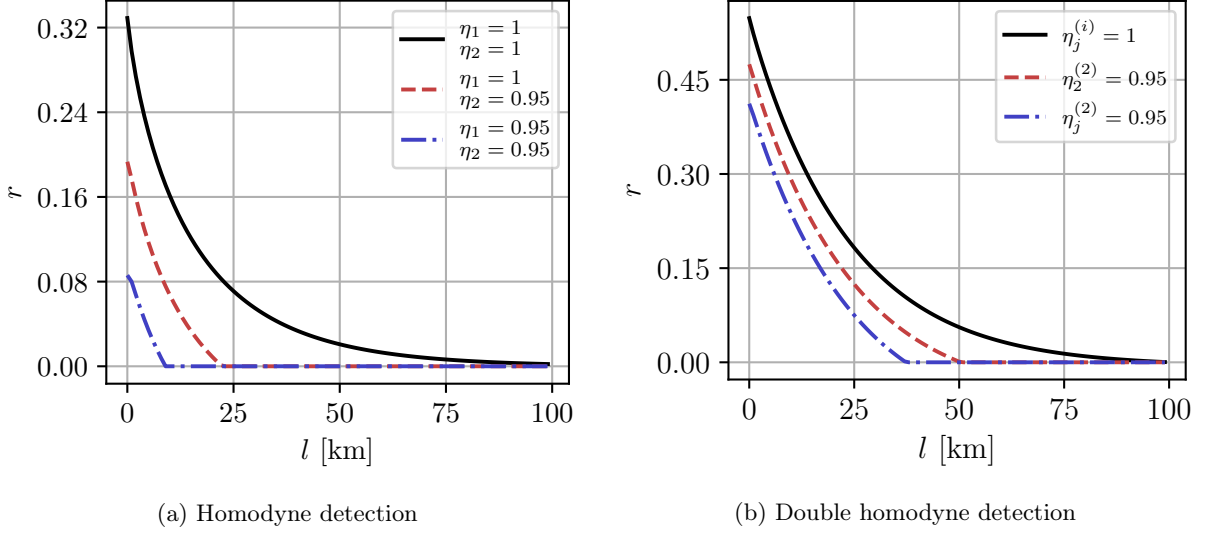 0.32
0.24
0.16
0.08
0.00
r
0
25
50
75
100
l [km]
η₁ = 1
η₂ = 1
η₁ = 1
η₂ = 0.95
η₁ = 0.95
η₂ = 0.95
(a) Homodyne detection
0.45
0.30
0.15
0.00
r
0
25
50
75
100
l [km]
η_j^{(i)} = 1
η_2^{(2)} = 0.95
η_j^{(2)} = 0.95
(b) Double homodyne detection